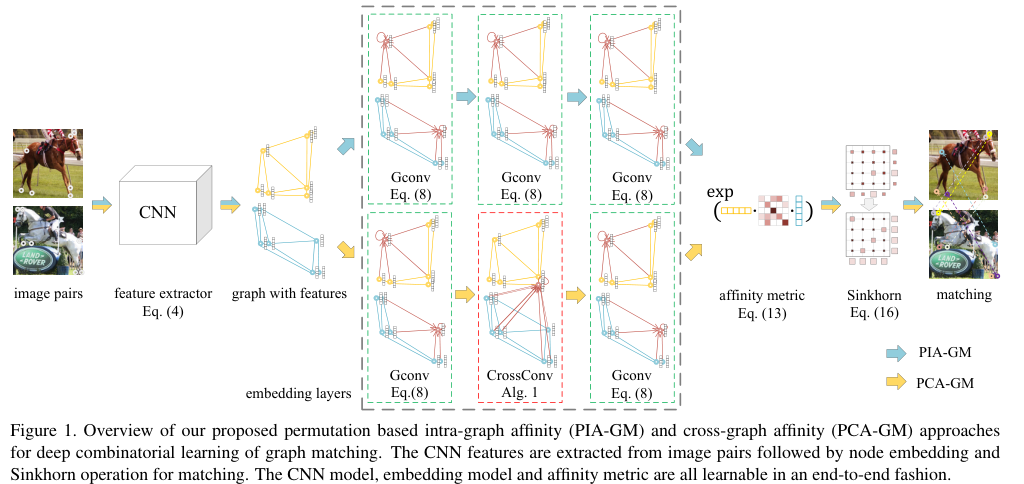 LAND
ROVER
image pairs
CNN
feature extractor
Eq. (4)
graph with features
embedding layers
Gconv
Eq. (8)
Gconv
Eq. (8)
Gconv
Eq. (8)
Gconv
Eq.(8)
CrossConv
Alg. 1
Gconv
Eq. (8)
exp
( · · )
affinity metric
Eq. (13)
Sinkhorn
Eq. (16)
matching
LAND
ROVER
PIA-GM
PCA-GM
Figure 1. Overview of our proposed permutation based intra-graph affinity (PIA-GM) and cross-graph affinity (PCA-GM) approaches
for deep combinatorial learning of graph matching. The CNN features are extracted from image pairs followed by node embedding and
Sinkhorn operation for matching. The CNN model, embedding model and affinity metric are all learnable in an end-to-end fashion.